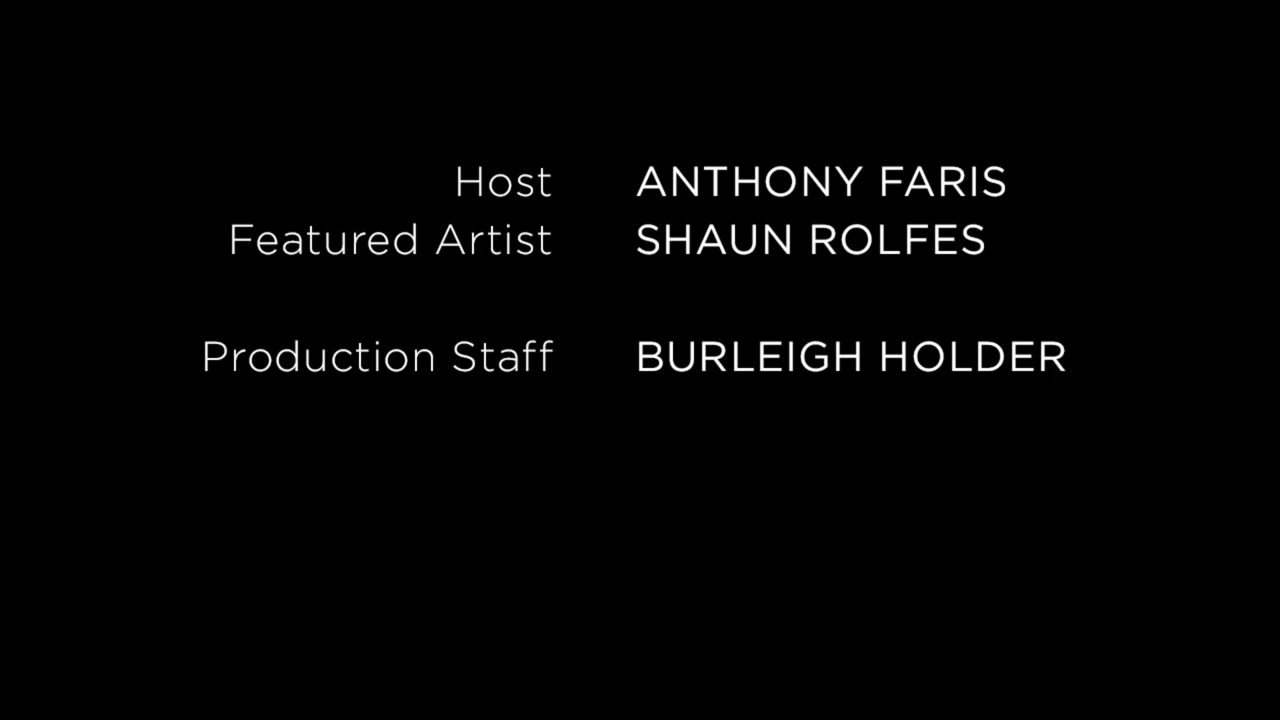 Host ANTHONY FARIS
Featured Artist SHAUN ROLFES
Production Staff BURLEIGH HOLDER